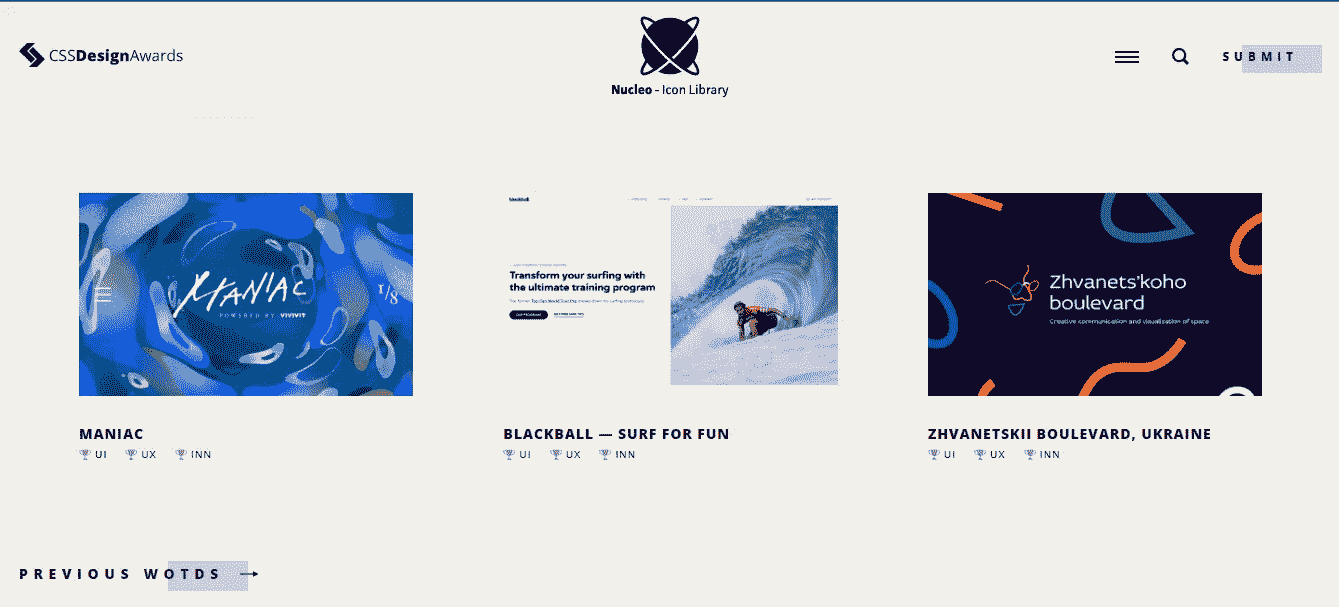 CSSDesignAwards
Nucleo - Icon Library
SUBMIT
MANIAC
POWERED BY VIVIVIT
1/8
blackball
Transform your surfing with
the ultimate training program
Zhvanets'koho
boulevard
Creative communication and visualisation of space
MANIAC
UI UX INN
BLACKBALL — SURF FOR FUN
UI UX INN
ZHVANETSKII BOULEVARD, UKRAINE
UI UX INN
PREVIOUS WOTDS →